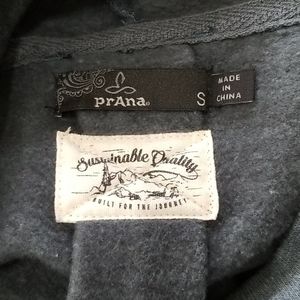 prAna®
S
MADE
IN
CHINA
Sustainable Quality
BUILT FOR THE JOURNEY